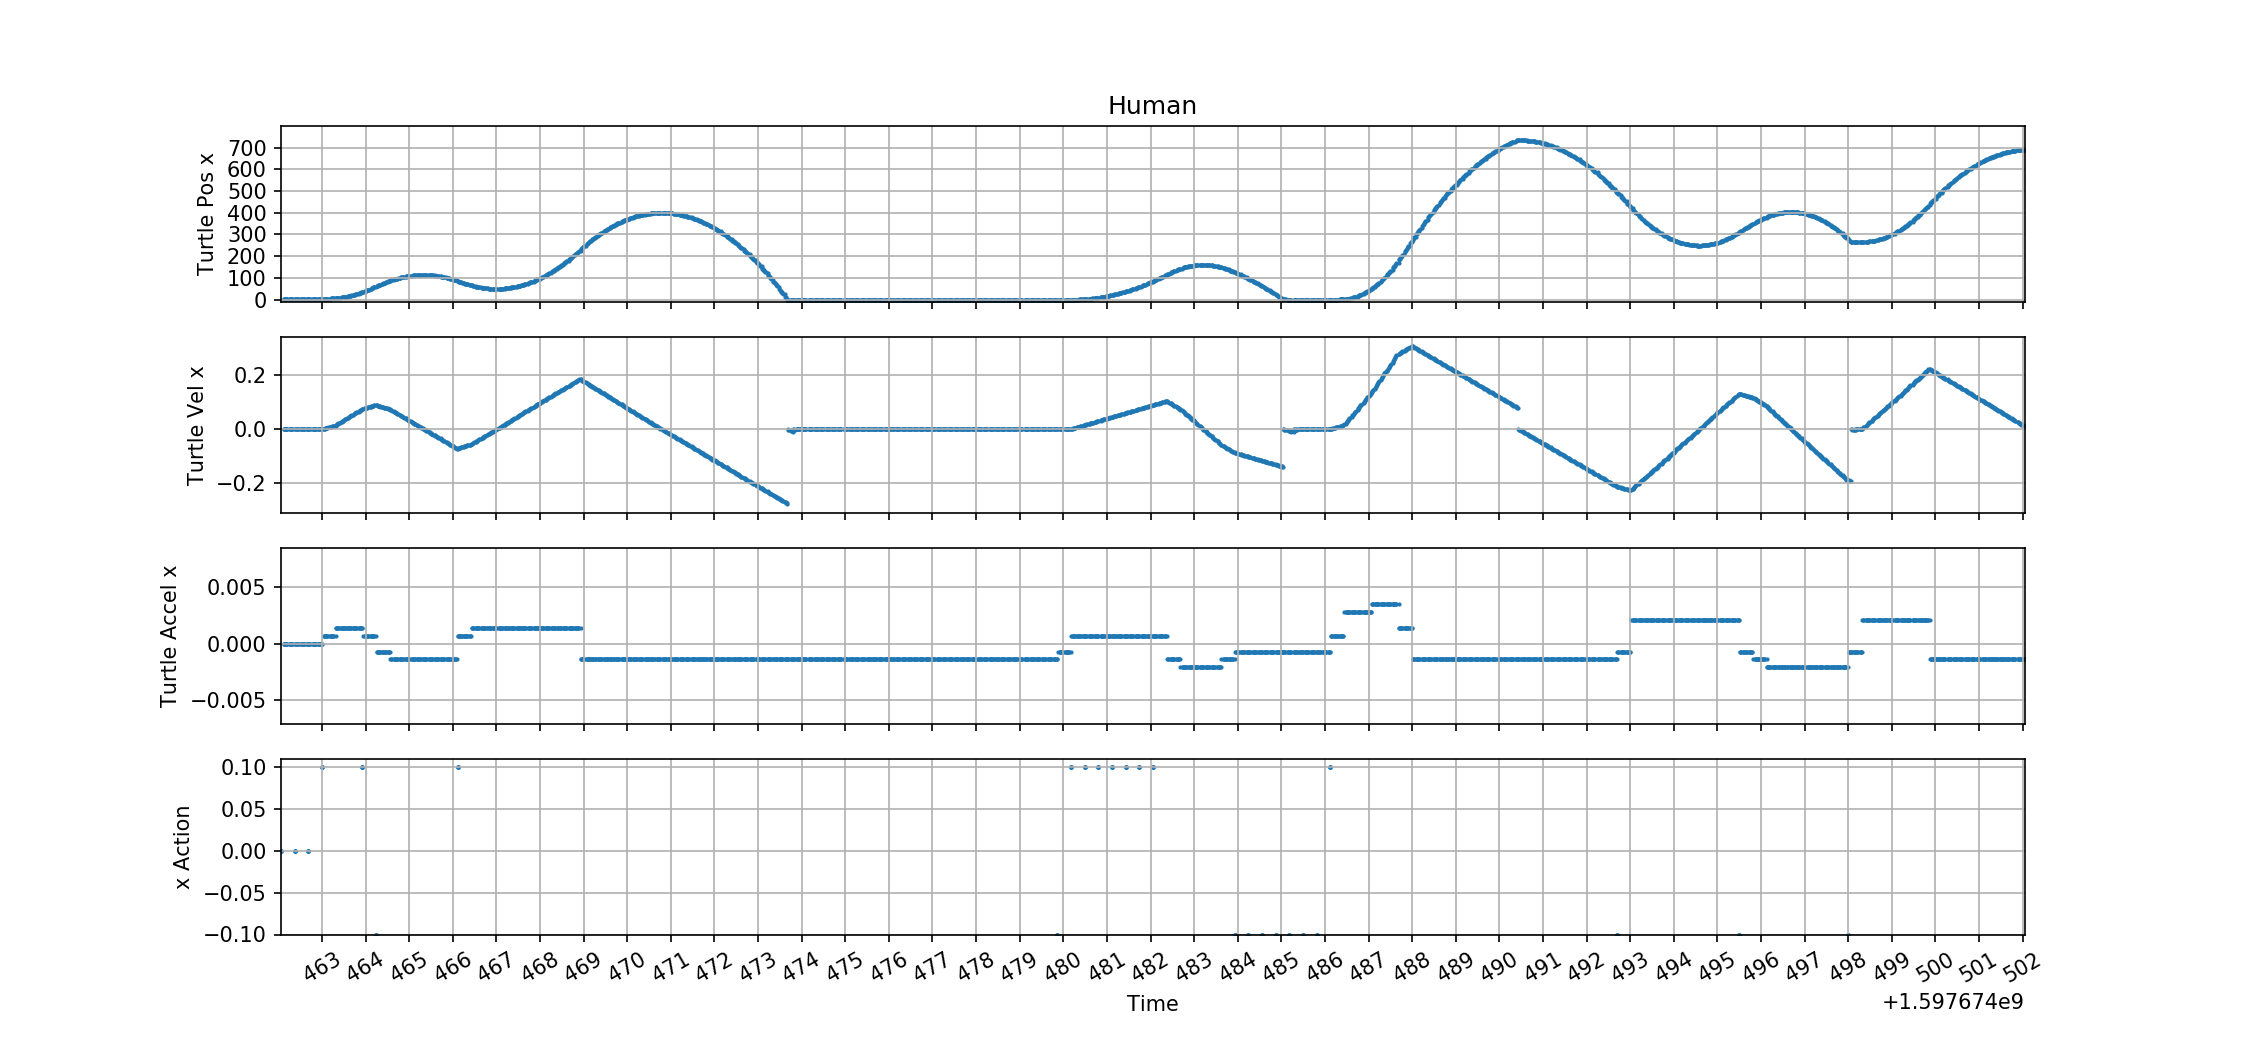 Human
Turtle Pos x
700
600
500
400
300
200
100
0
Turtle Vel x
0.2
0.0
−0.2
Turtle Accel x
0.005
0.000
−0.005
x Action
0.10
0.05
0.00
−0.05
−0.10
463 464 465 466 467 468 469 470 471 472 473 474 475 476 477 478 479 480 481 482 483 484 485 486 487 488 489 490 491 492 493 494 495 496 497 498 499 500 501 502
Time
+1.597674e9